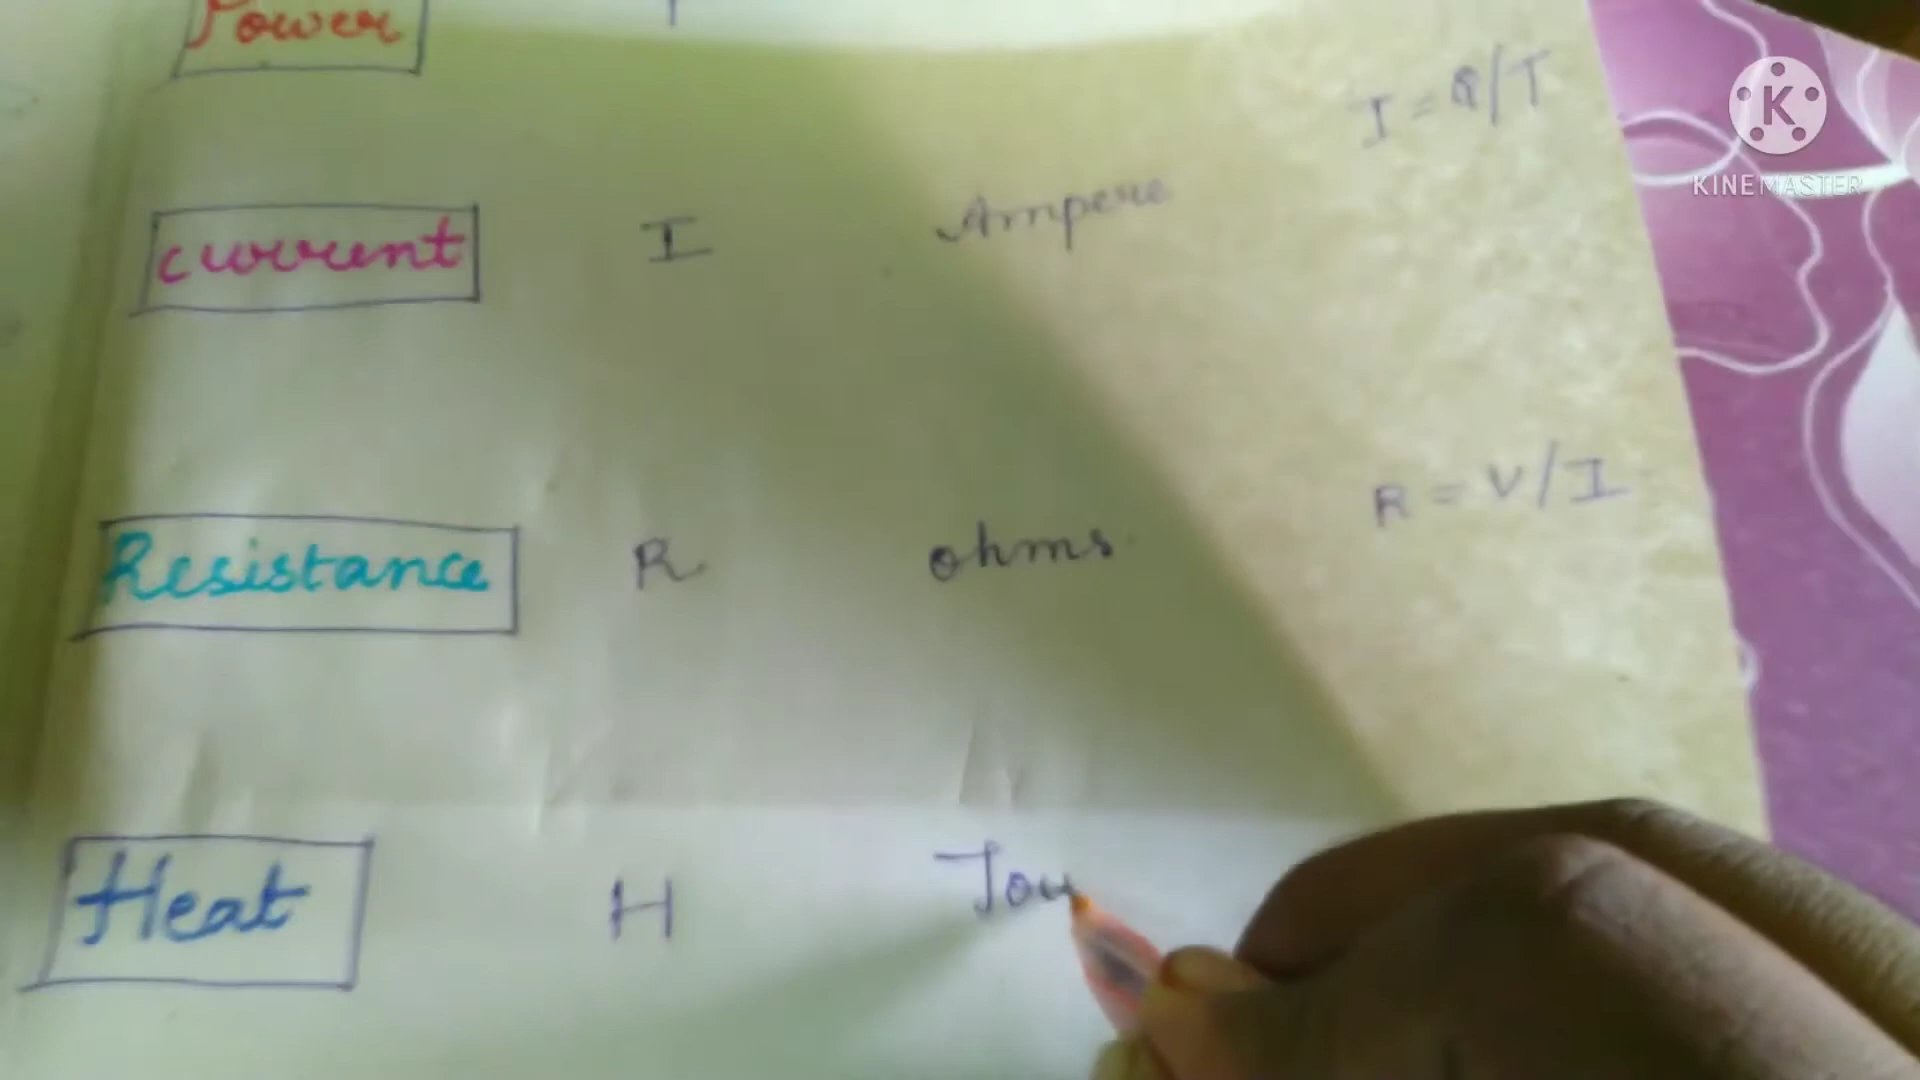 Power
I = Q/T
KINEMASTER
current I Ampere
R = V/I
Resistance R ohms.
Heat H Jou